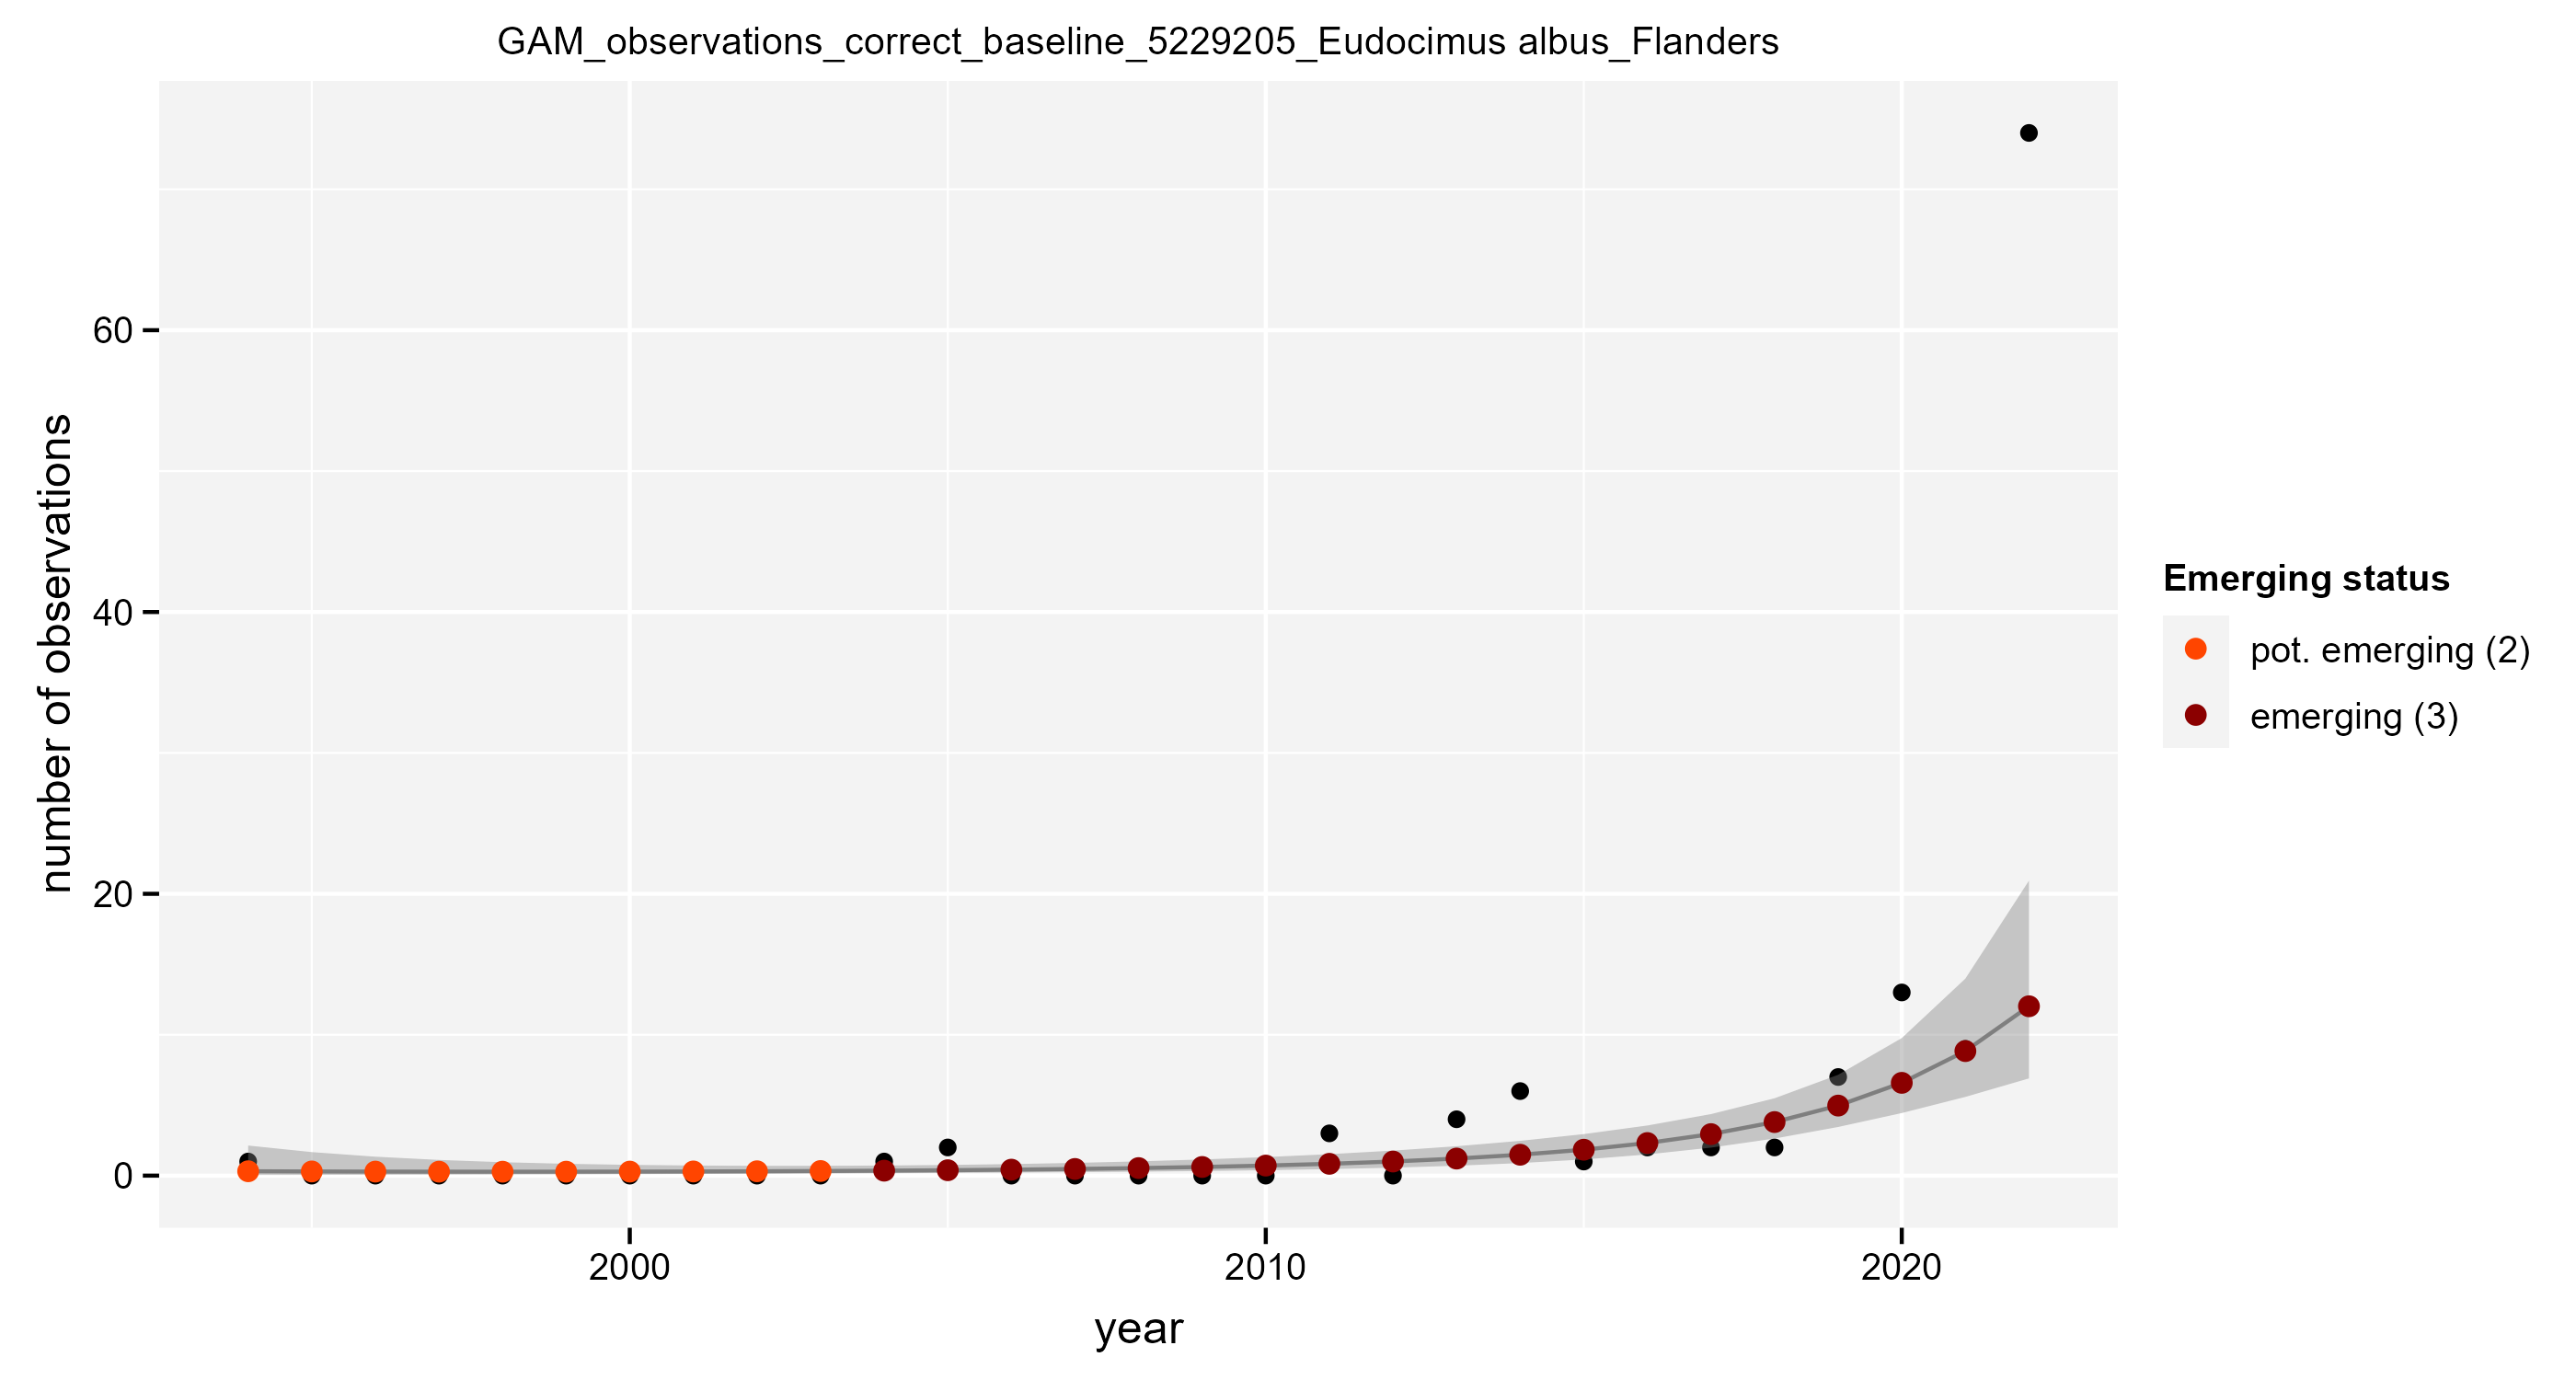 GAM_observations_correct_baseline_5229205_Eudocimus albus_Flanders
number of observations
60
40
20
0
2000
2010
2020
year
Emerging status
pot. emerging (2)
emerging (3)